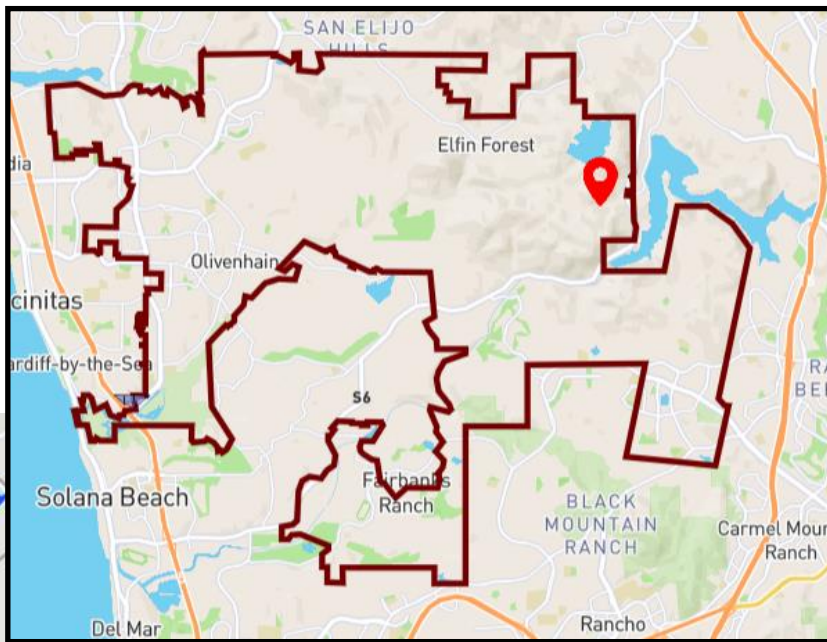 SAN ELIJO
HILLS
Elfin Forest
dia
Olivenhain
cinitas
ardiff-by-the-Sea
S6
RA
BE
Solana Beach
Fairbanks
Ranch
BLACK
MOUNTAIN
RANCH
Carmel Moun
Ranch
Del Mar
Rancho